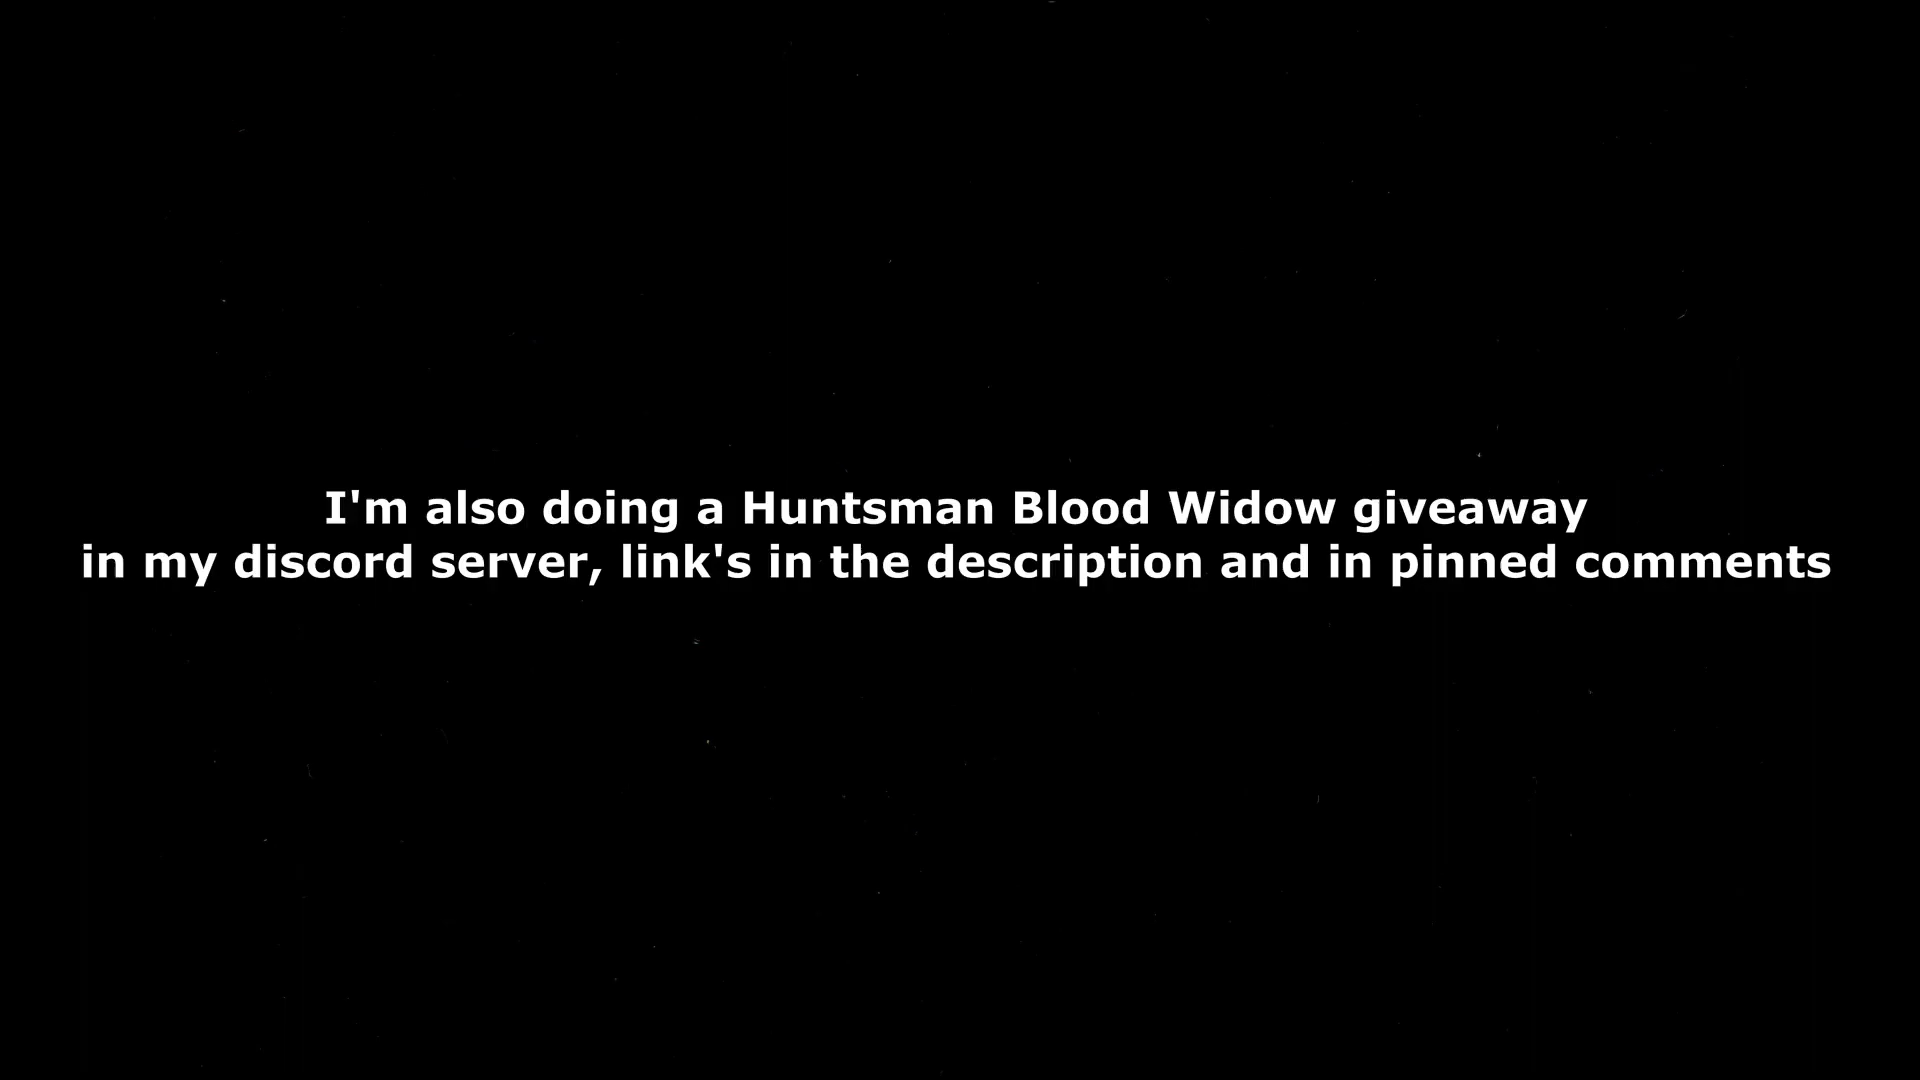 I'm also doing a Huntsman Blood Widow giveaway
in my discord server, link's in the description and in pinned comments